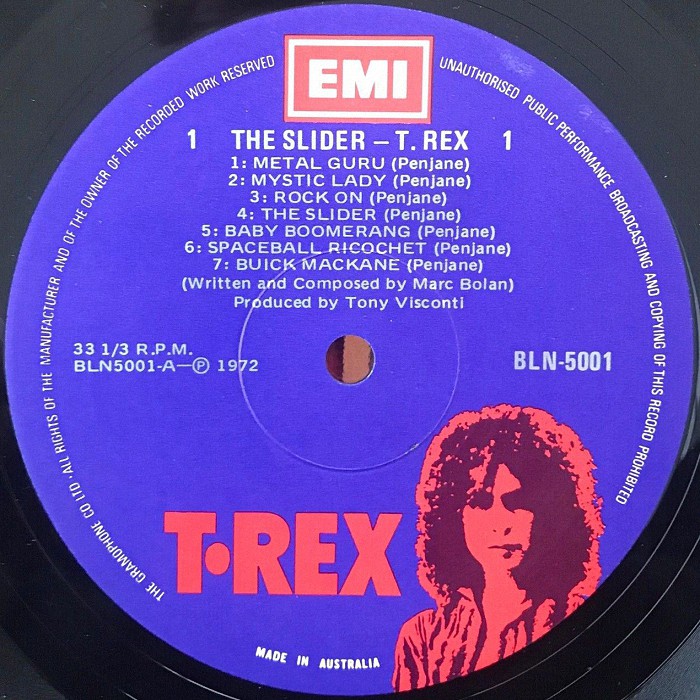 EMI
1 THE SLIDER – T. REX 1
1: METAL GURU (Penjane)
2: MYSTIC LADY (Penjane)
3: ROCK ON (Penjane)
4: THE SLIDER (Penjane)
5: BABY BOOMERANG (Penjane)
6: SPACEBALL RICOCHET (Penjane)
7: BUICK MACKANE (Penjane)
(Written and Composed by Marc Bolan)
Produced by Tony Visconti
33 1/3 R.P.M.
BLN5001-A—Ⓟ 1972
BLN-5001
T·REX
MADE IN AUSTRALIA
THE GRAMOPHONE CO LTD · ALL RIGHTS OF THE MANUFACTURER AND OF THE OWNER OF THE RECORDED WORK RESERVED
UNAUTHORISED PUBLIC PERFORMANCE BROADCASTING AND COPYING OF THIS RECORD PROHIBITED